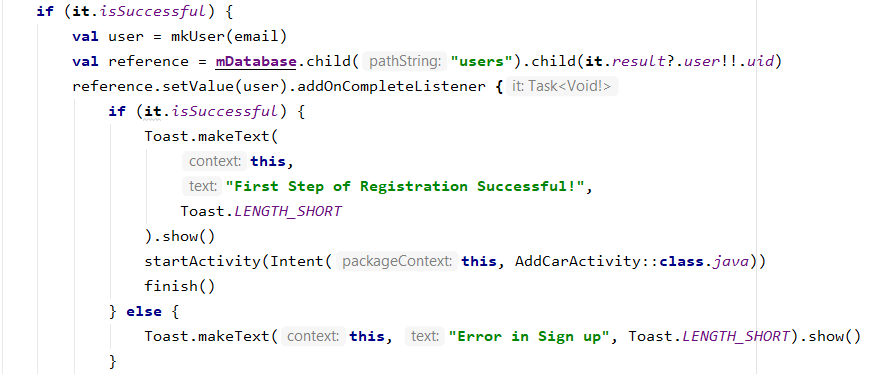 if (it.isSuccessful) {
val user = mkUser(email)
val reference = mDatabase.child( pathString: "users").child(it.result?.user!!.uid)
reference.setValue(user).addOnCompleteListener { it: Task<Void!>
if (it.isSuccessful) {
Toast.makeText(
context: this,
text: "First Step of Registration Successful!",
Toast.LENGTH_SHORT
).show()
startActivity(Intent( packageContext: this, AddCarActivity::class.java))
finish()
} else {
Toast.makeText( context: this, text: "Error in Sign up", Toast.LENGTH_SHORT).show()
}